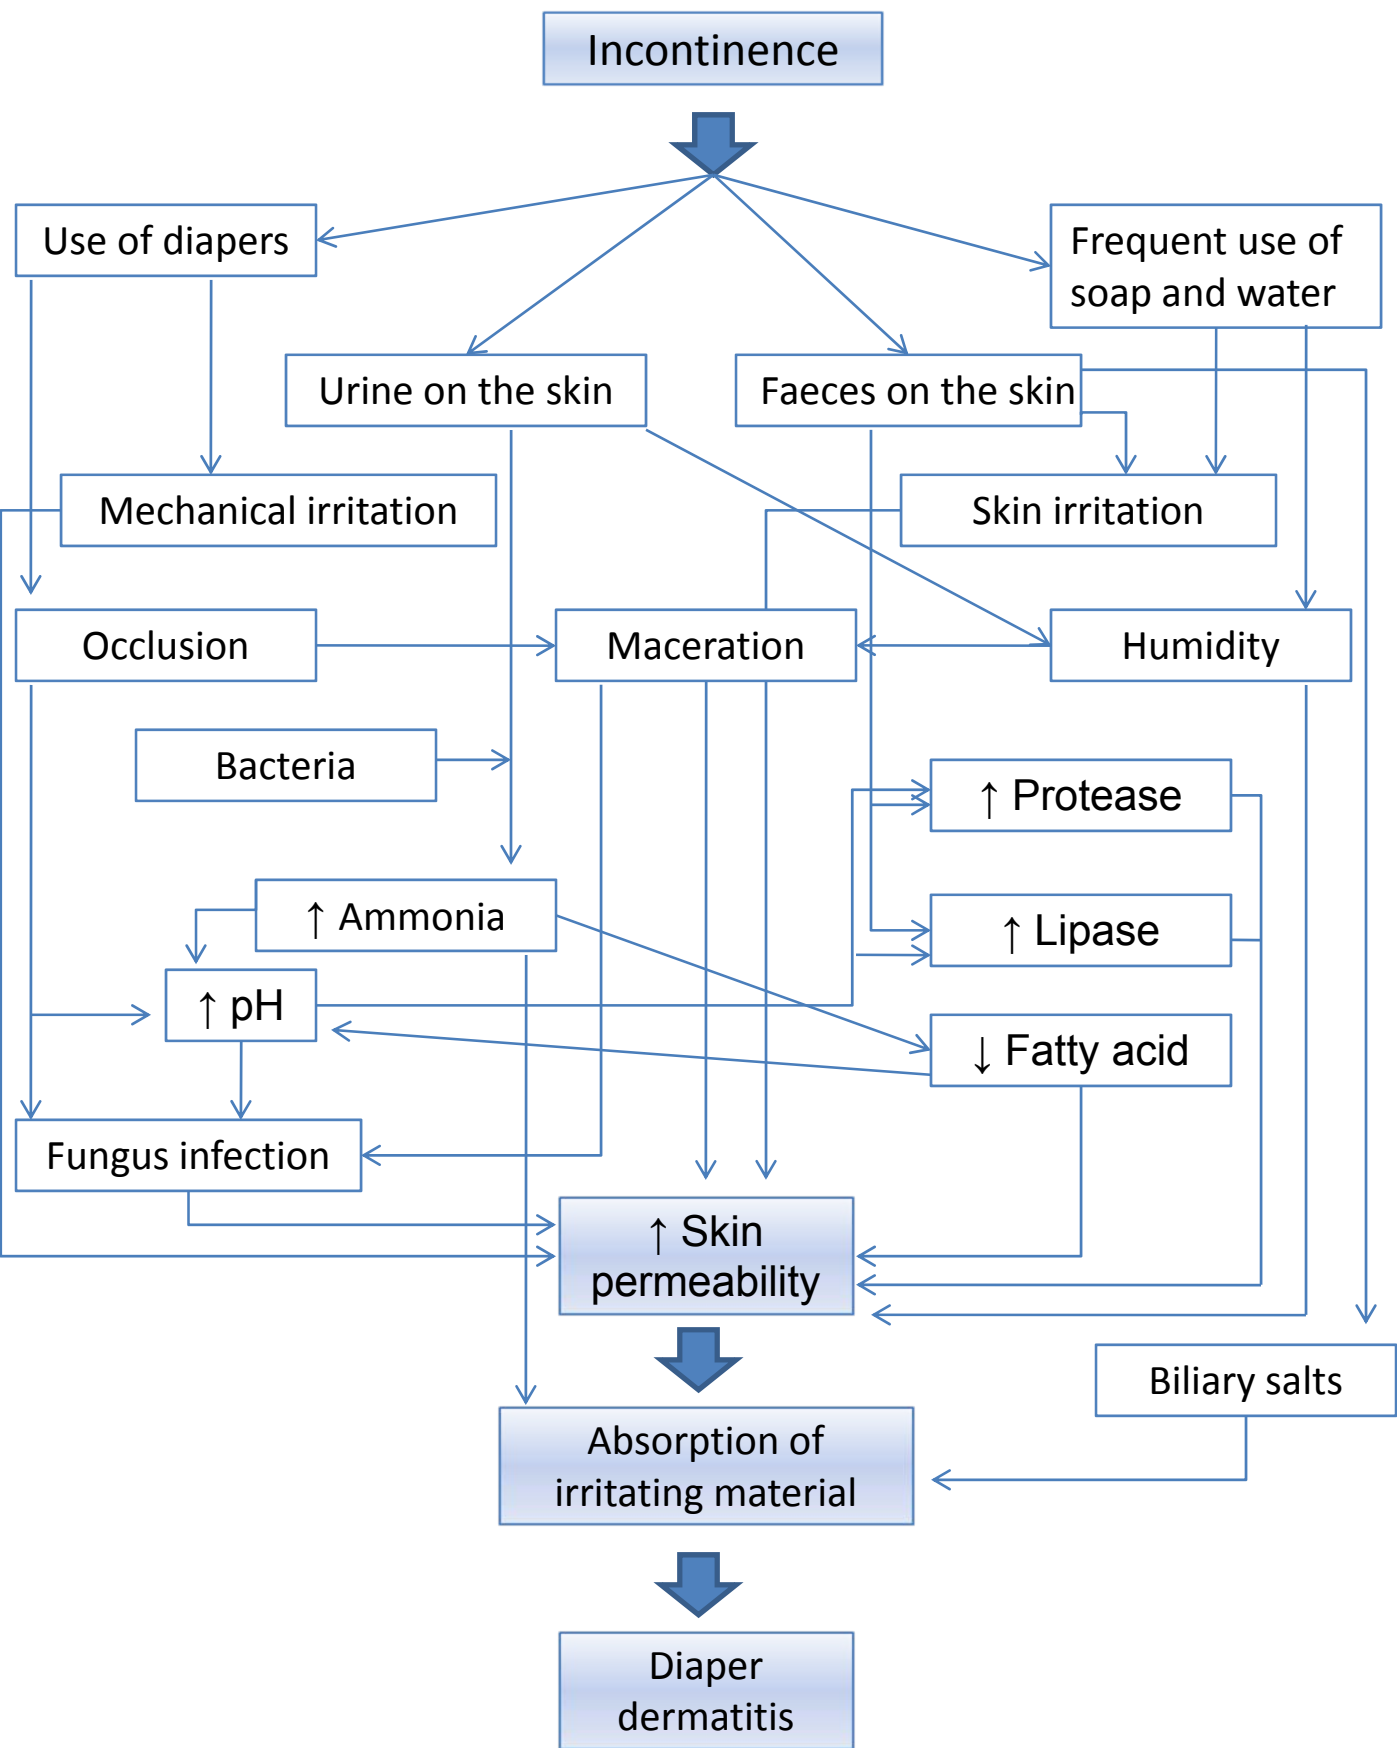 Incontinence
Use of diapers
Frequent use of
soap and water
Urine on the skin
Faeces on the skin
Mechanical irritation
Skin irritation
Occlusion
Maceration
Humidity
Bacteria
↑ Protease
↑ Ammonia
↑ Lipase
↑ pH
↓ Fatty acid
Fungus infection
↑ Skin
permeability
Biliary salts
Absorption of
irritating material
Diaper
dermatitis